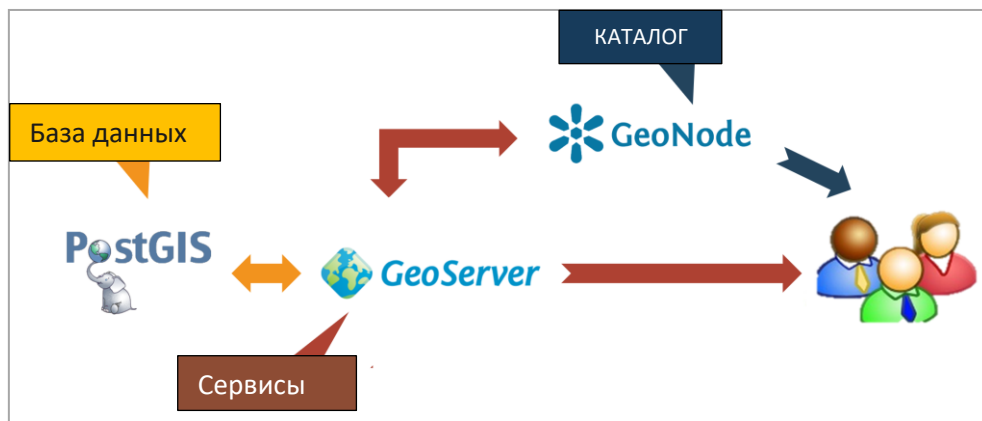 КАТАЛОГ
База данных
GeoNode
PostGIS
GeoServer
Сервисы